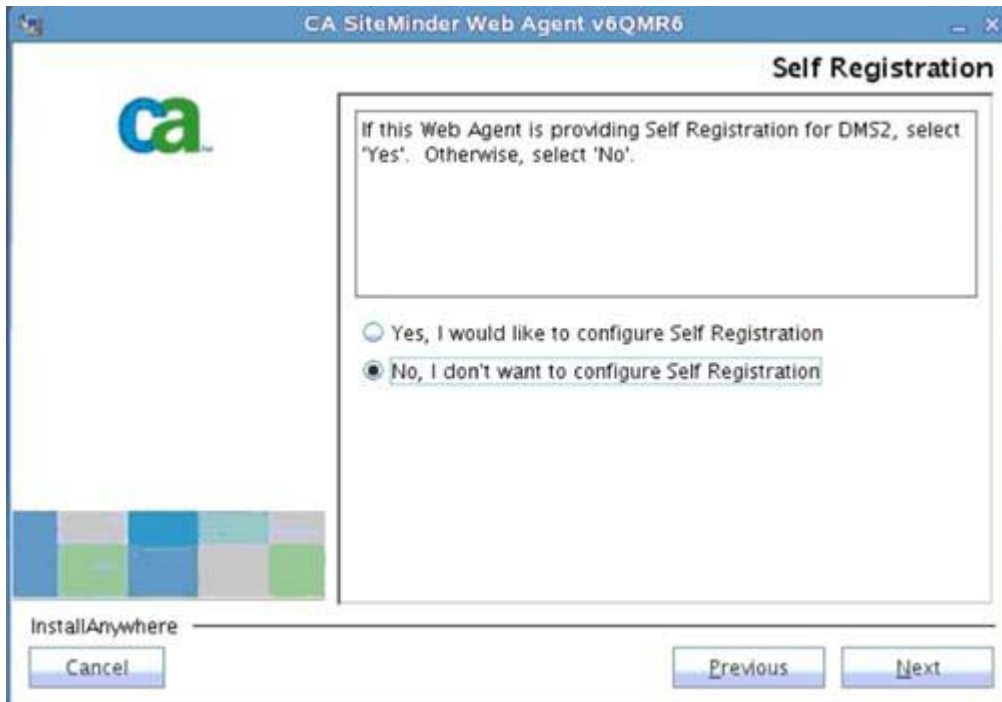 CA SiteMinder Web Agent v6QMR6
Self Registration
ca
If this Web Agent is providing Self Registration for DMS2, select
'Yes'. Otherwise, select 'No'.
Yes, I would like to configure Self Registration
No, I don't want to configure Self Registration
InstallAnywhere
Cancel
Previous
Next